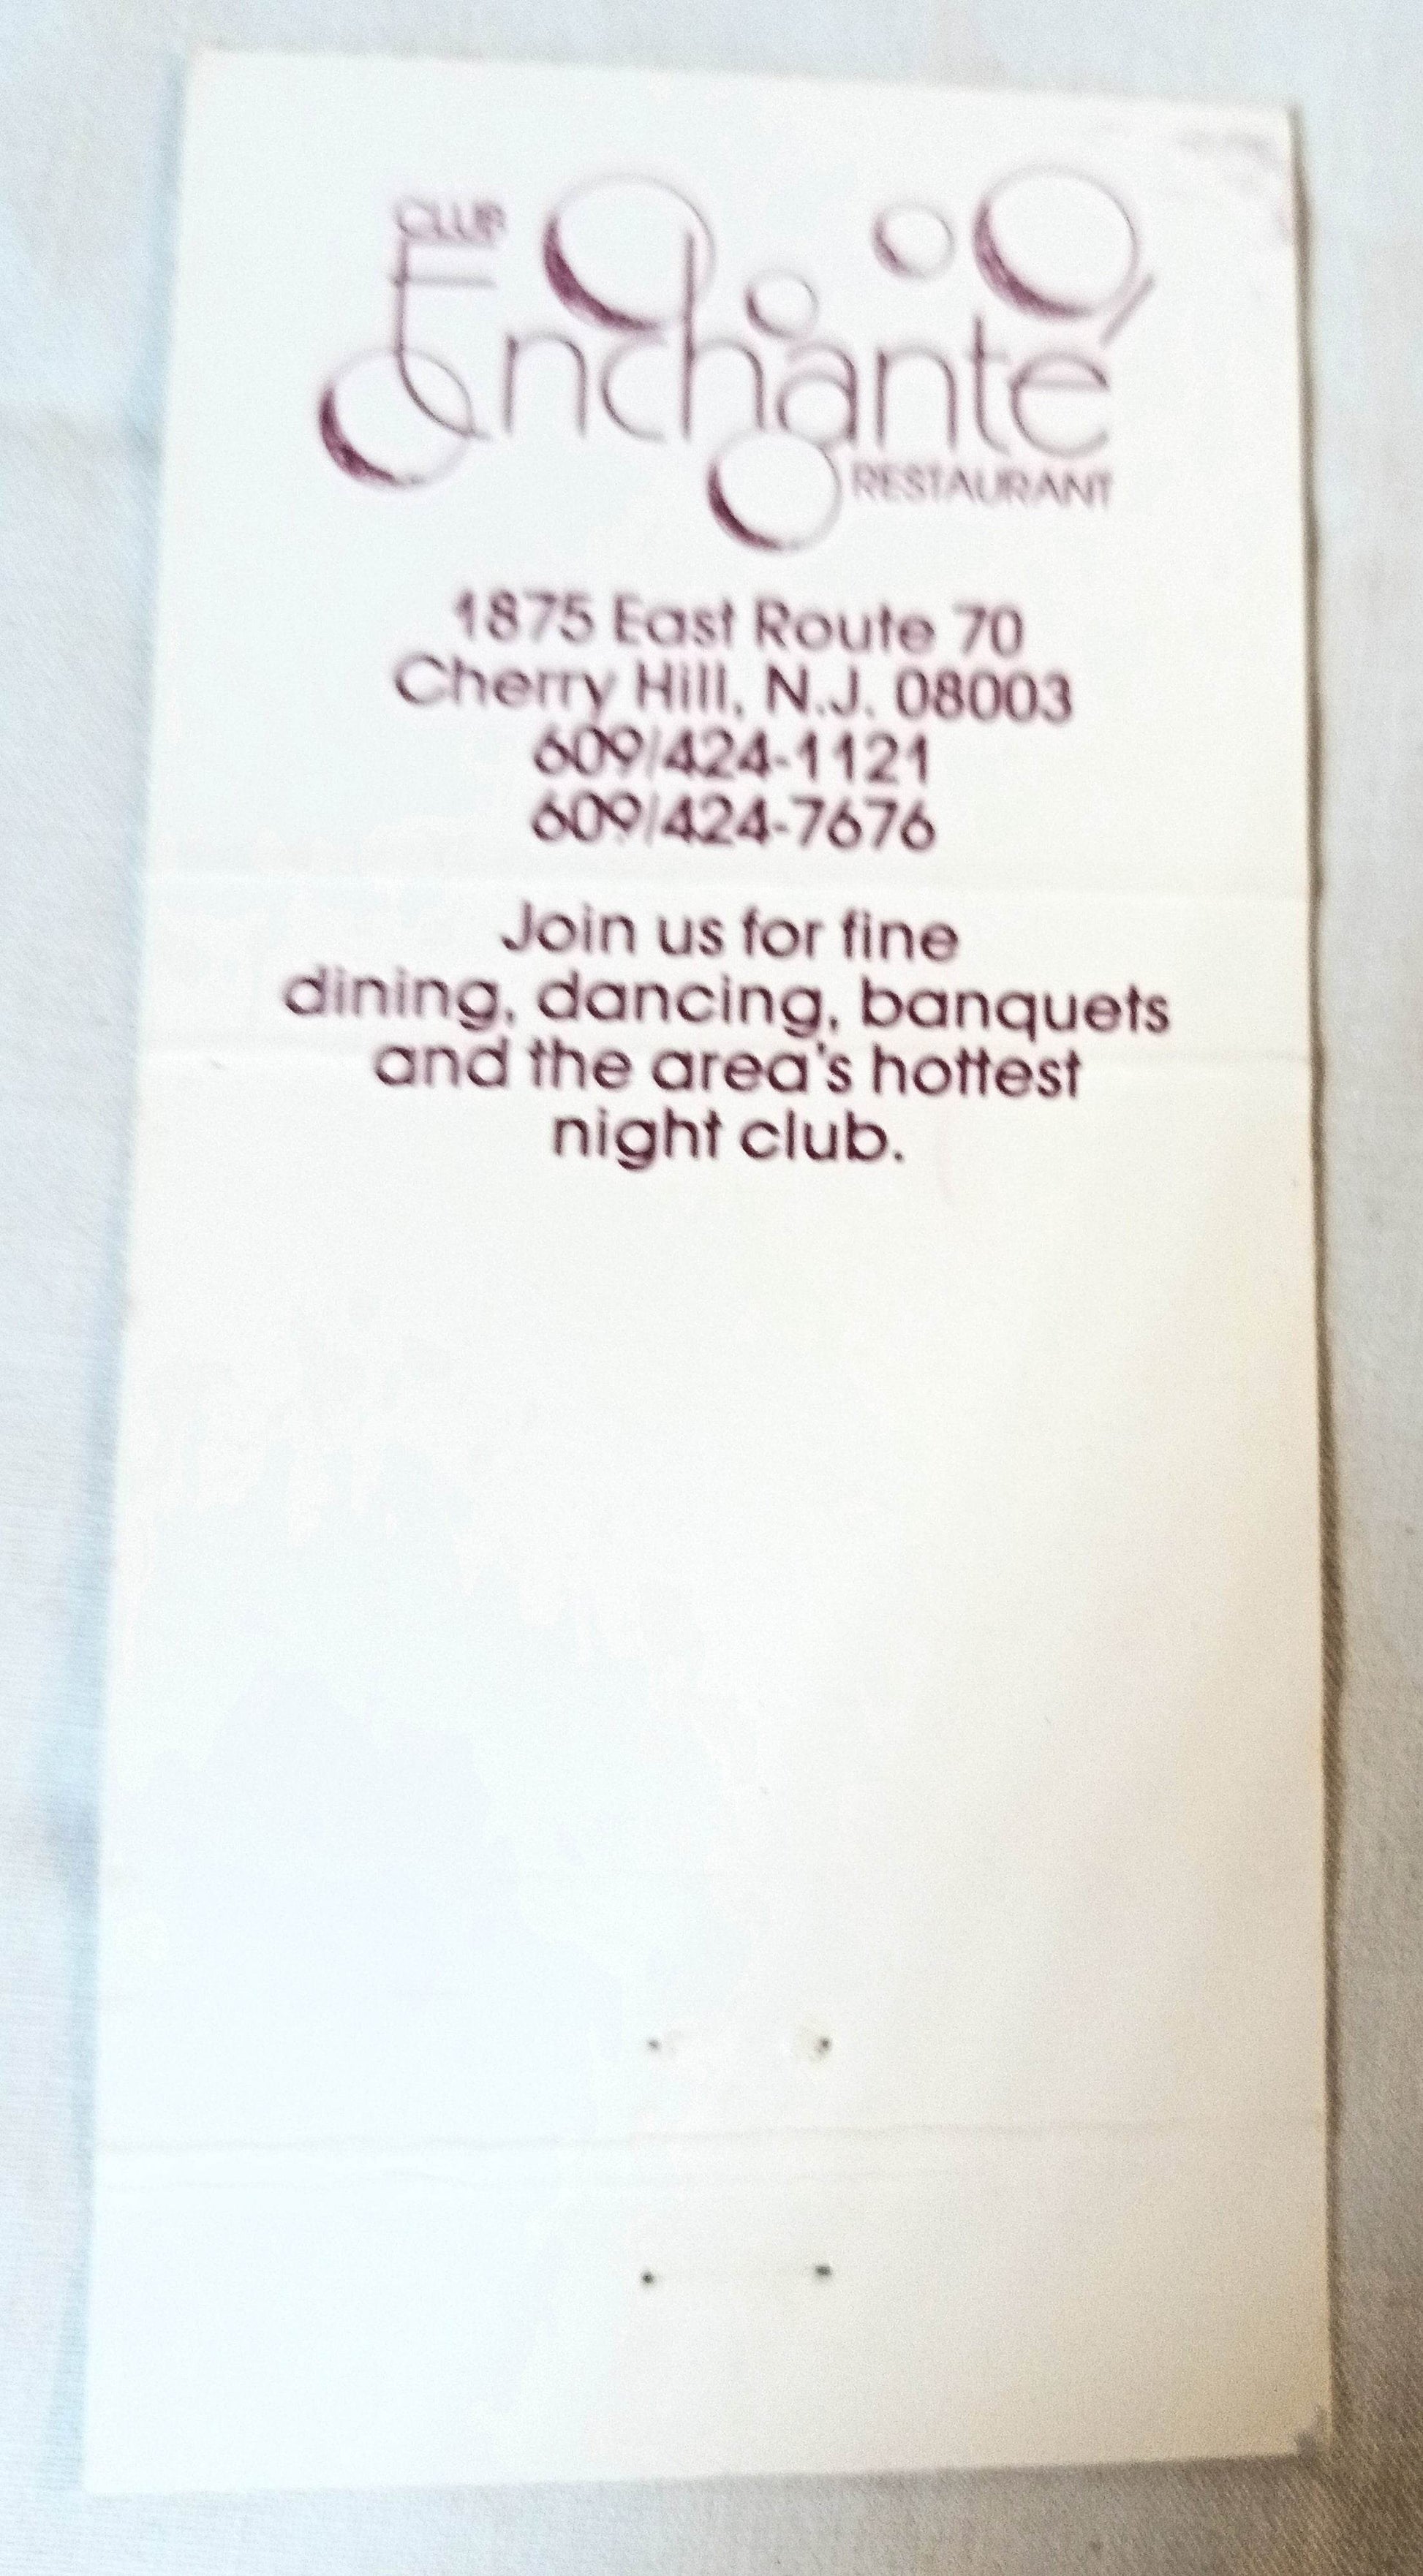 CLUB
Enchanté
RESTAURANT
1875 East Route 70
Cherry Hill, N.J. 08003
609/424-1121
609/424-7676
Join us for fine
dining, dancing, banquets
and the area's hottest
night club.